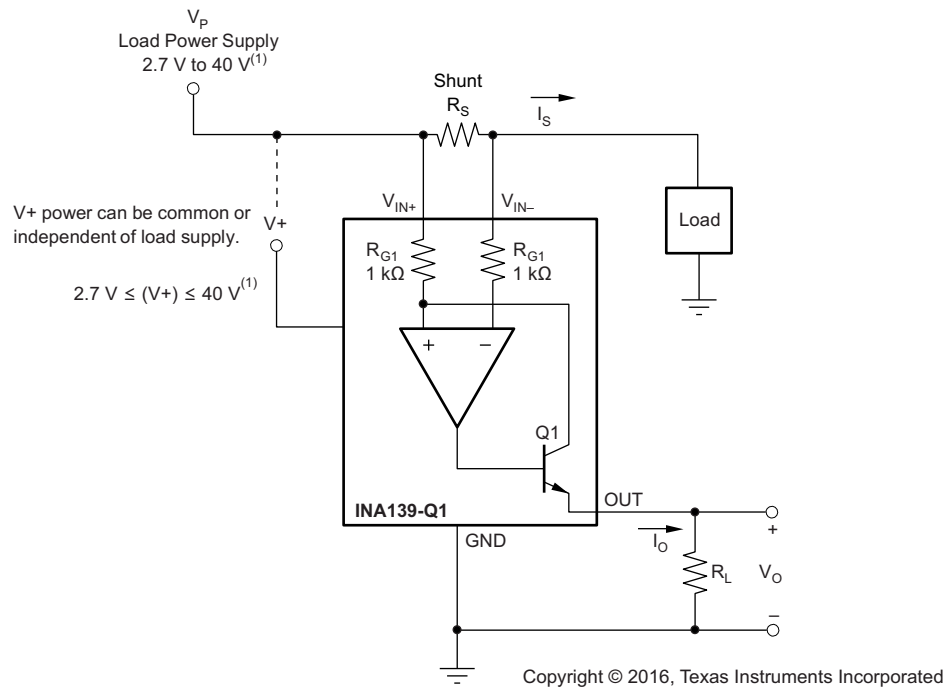 V_P
Load Power Supply
2.7 V to 40 V(1)
Shunt
R_S
I_S
V+ power can be common or
independent of load supply.
V+
2.7 V ≤ (V+) ≤ 40 V(1)
V_IN+
V_IN–
R_G1
1 kΩ
R_G1
1 kΩ
Load
+
–
Q1
OUT
INA139-Q1
GND
I_O
R_L
+
V_O
–
Copyright © 2016, Texas Instruments Incorporated